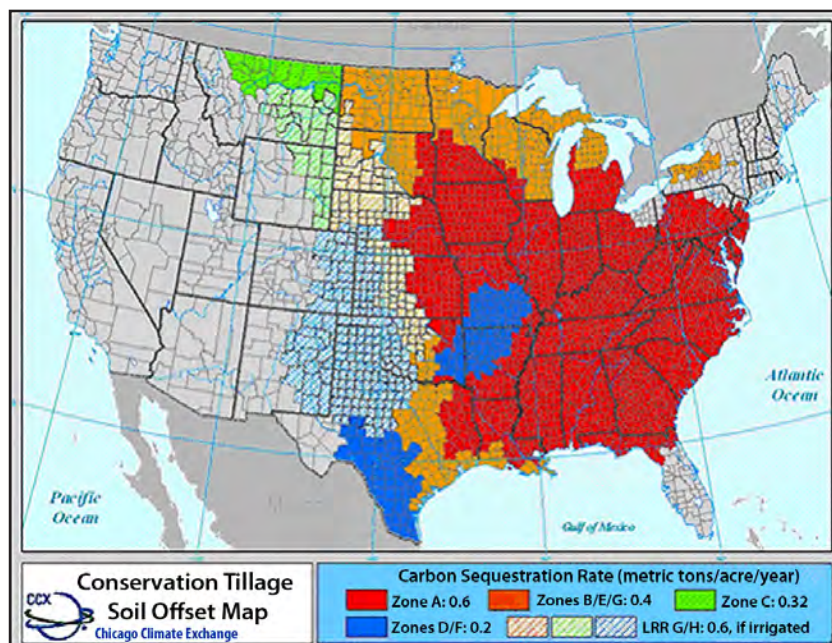 Pacific
Ocean
Atlantic
Ocean
Gulf of Mexico
CCX
Conservation Tillage
Soil Offset Map
Chicago Climate Exchange
Carbon Sequestration Rate (metric tons/acre/year)
Zone A: 0.6 Zones B/E/G: 0.4 Zone C: 0.32
Zones D/F: 0.2 LRR G/H: 0.6, if irrigated